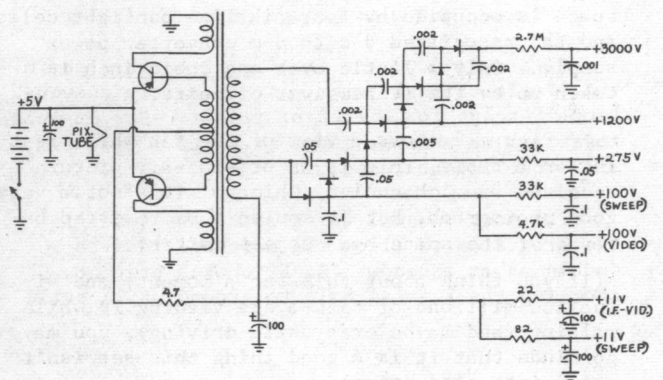 .002
2.7M
+3000V
.002
.002
.001
.002
+5V
.002
.002
+1200V
100
PIX TUBE
.005
33K
+275V
.05
.05
.05
33K
+100V
(SWEEP)
.1
.1
4.7K
+100V
(VIDEO)
.1
4.7
22
+11V
(I.F.-VID.)
100
100
82
+11V
(SWEEP)
100